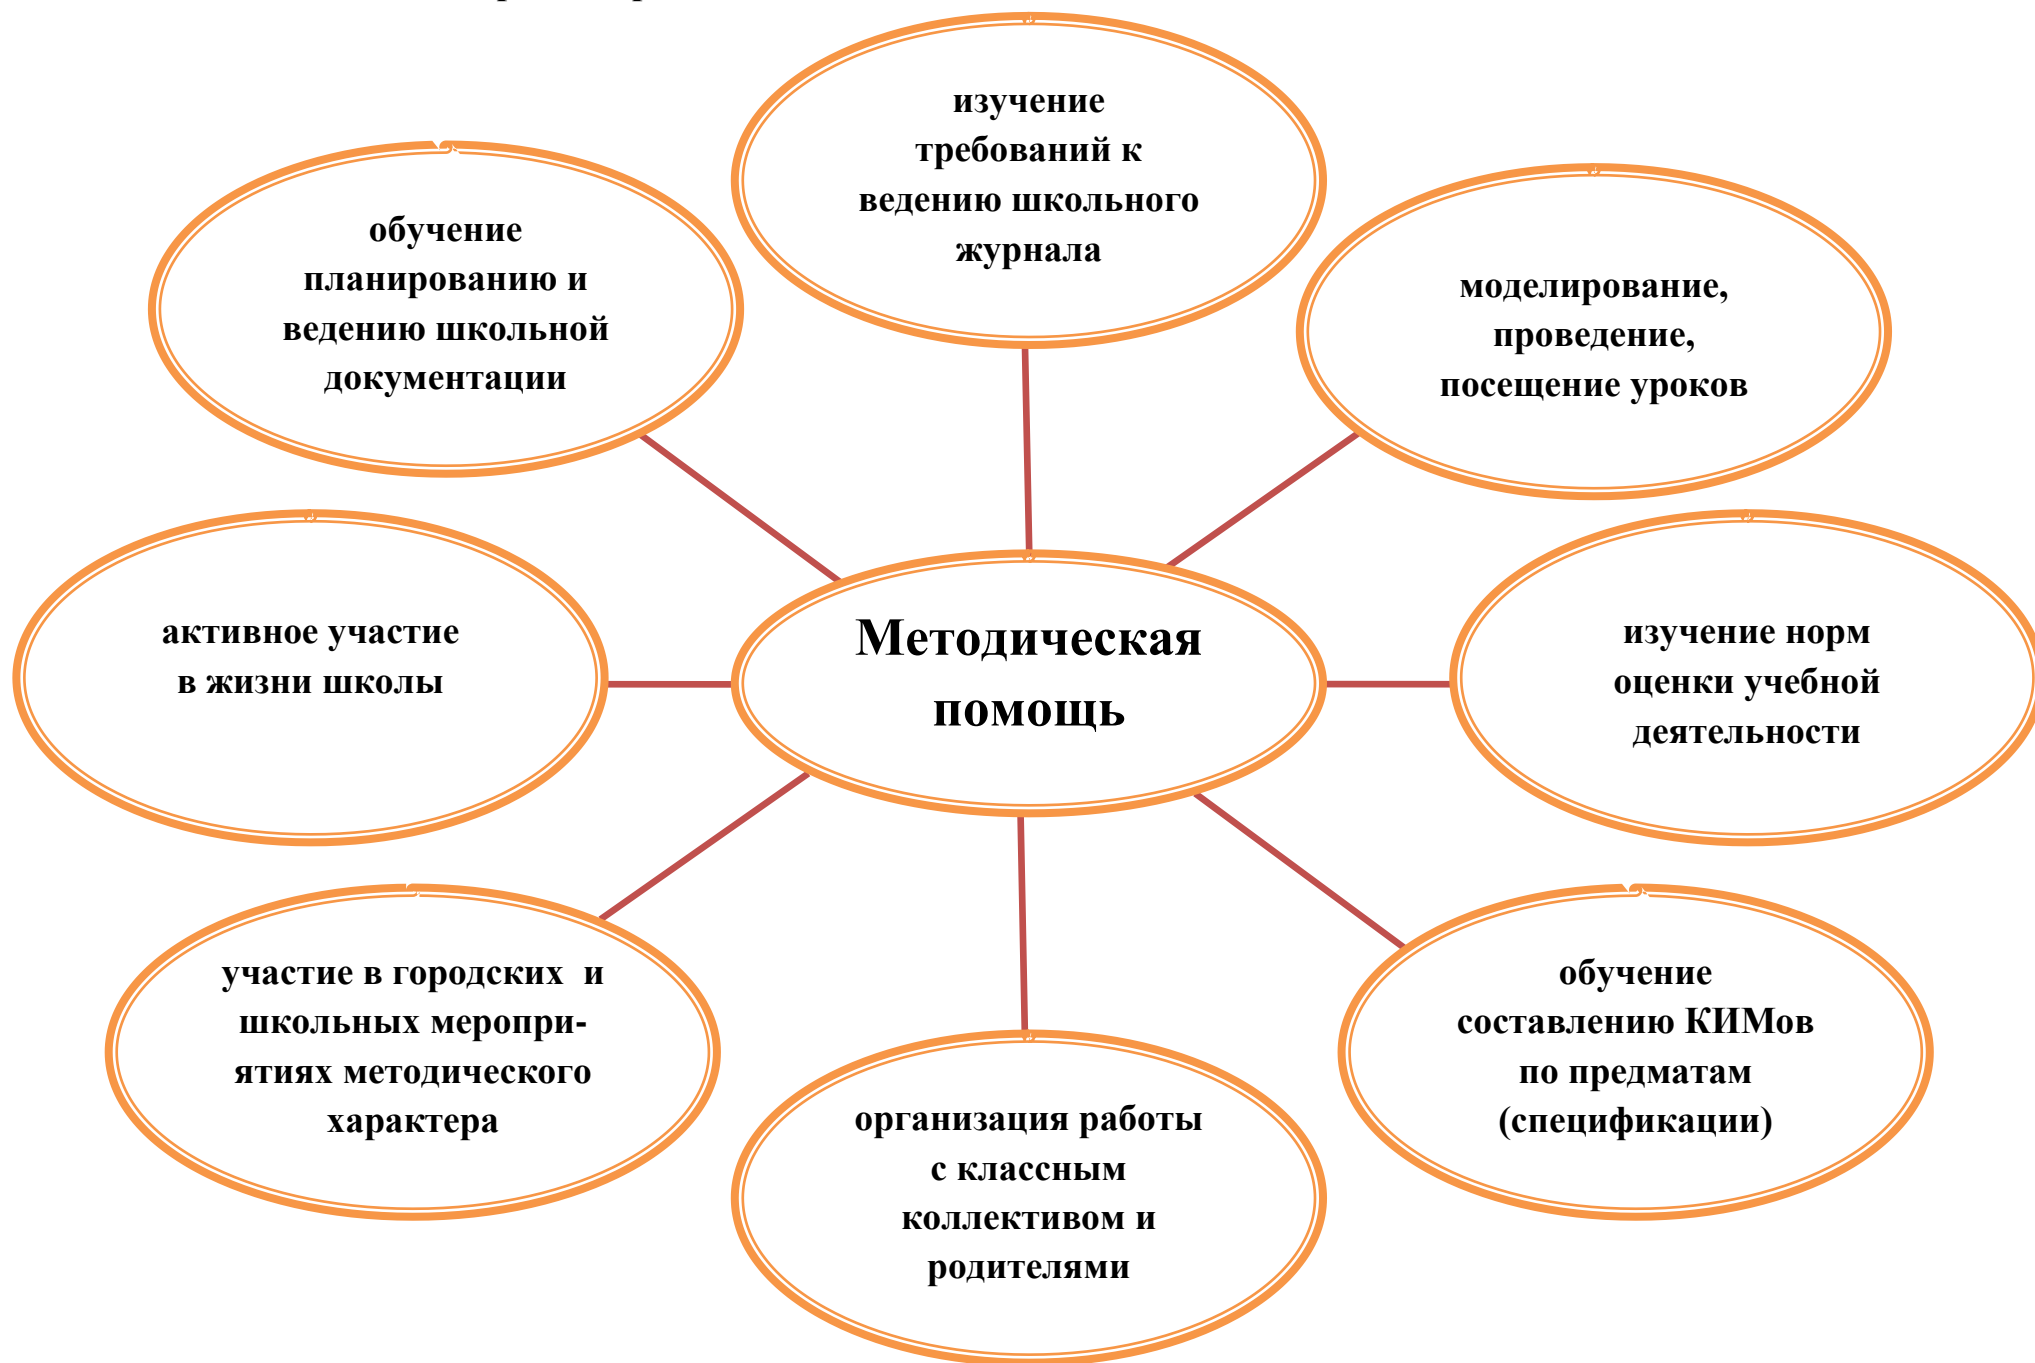 изучение
требований к
ведению школьного
журнала
обучение
планированию и
ведению школьной
документации
моделирование,
проведение,
посещение уроков
активное участие
в жизни школы
Методическая
помощь
изучение норм
оценки учебной
деятельности
участие в городских  и
школьных меропри-
ятиях методического
характера
организация работы
с классным
коллективом и
родителями
обучение
составлению КИМов
по предматам
(спецификации)